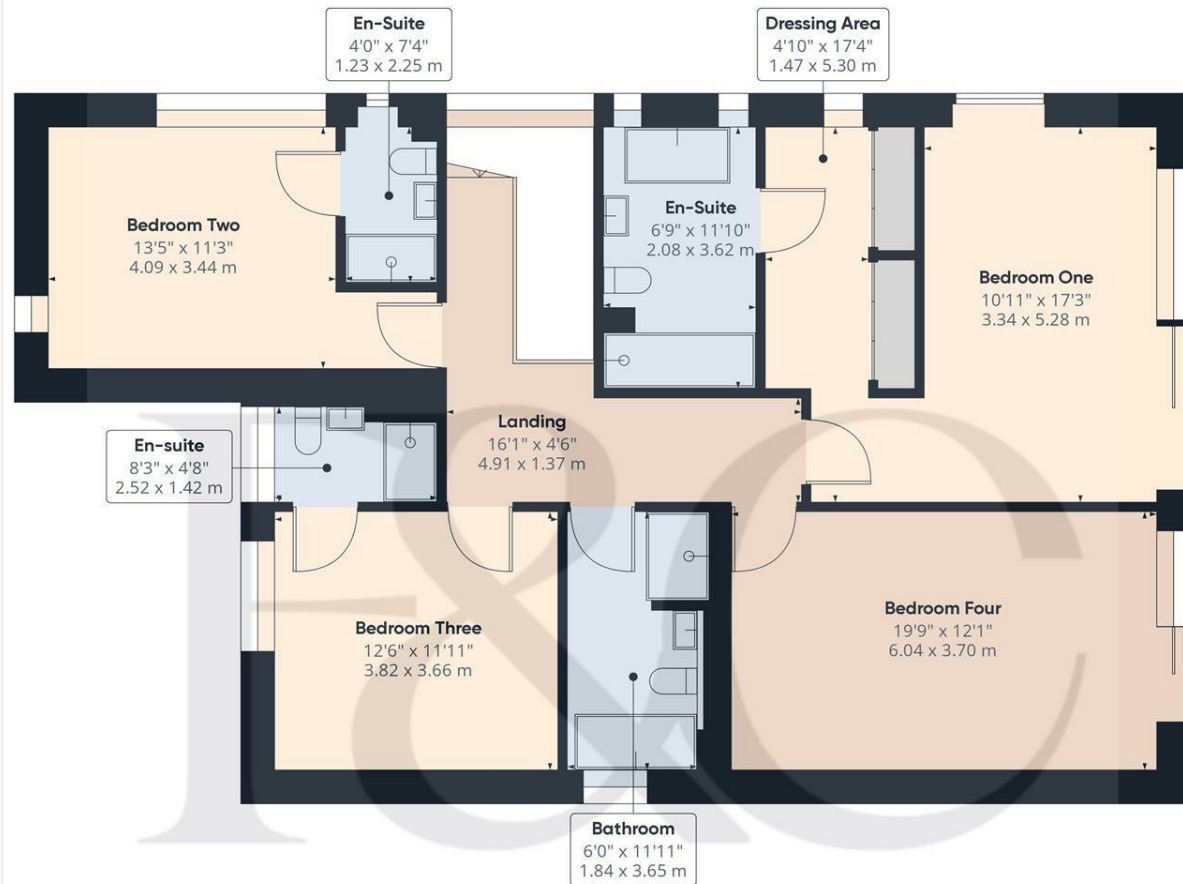 En-Suite
4'0" x 7'4"
1.23 x 2.25 m
Dressing Area
4'10" x 17'4"
1.47 x 5.30 m
Bedroom Two
13'5" x 11'3"
4.09 x 3.44 m
En-Suite
6'9" x 11'10"
2.08 x 3.62 m
Bedroom One
10'11" x 17'3"
3.34 x 5.28 m
Landing
16'1" x 4'6"
4.91 x 1.37 m
En-suite
8'3" x 4'8"
2.52 x 1.42 m
Bedroom Three
12'6" x 11'11"
3.82 x 3.66 m
Bedroom Four
19'9" x 12'1"
6.04 x 3.70 m
Bathroom
6'0" x 11'11"
1.84 x 3.65 m
F&C